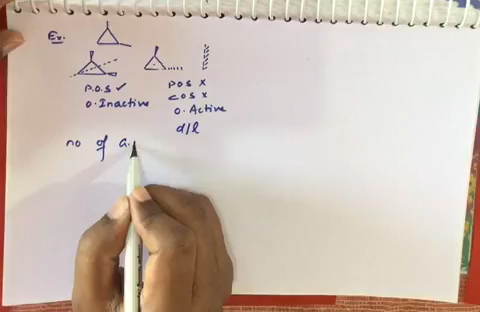 Ex.
P.O.S ✓
O. Inactive
POS x
COS x
O. Active
d/l
no of G.